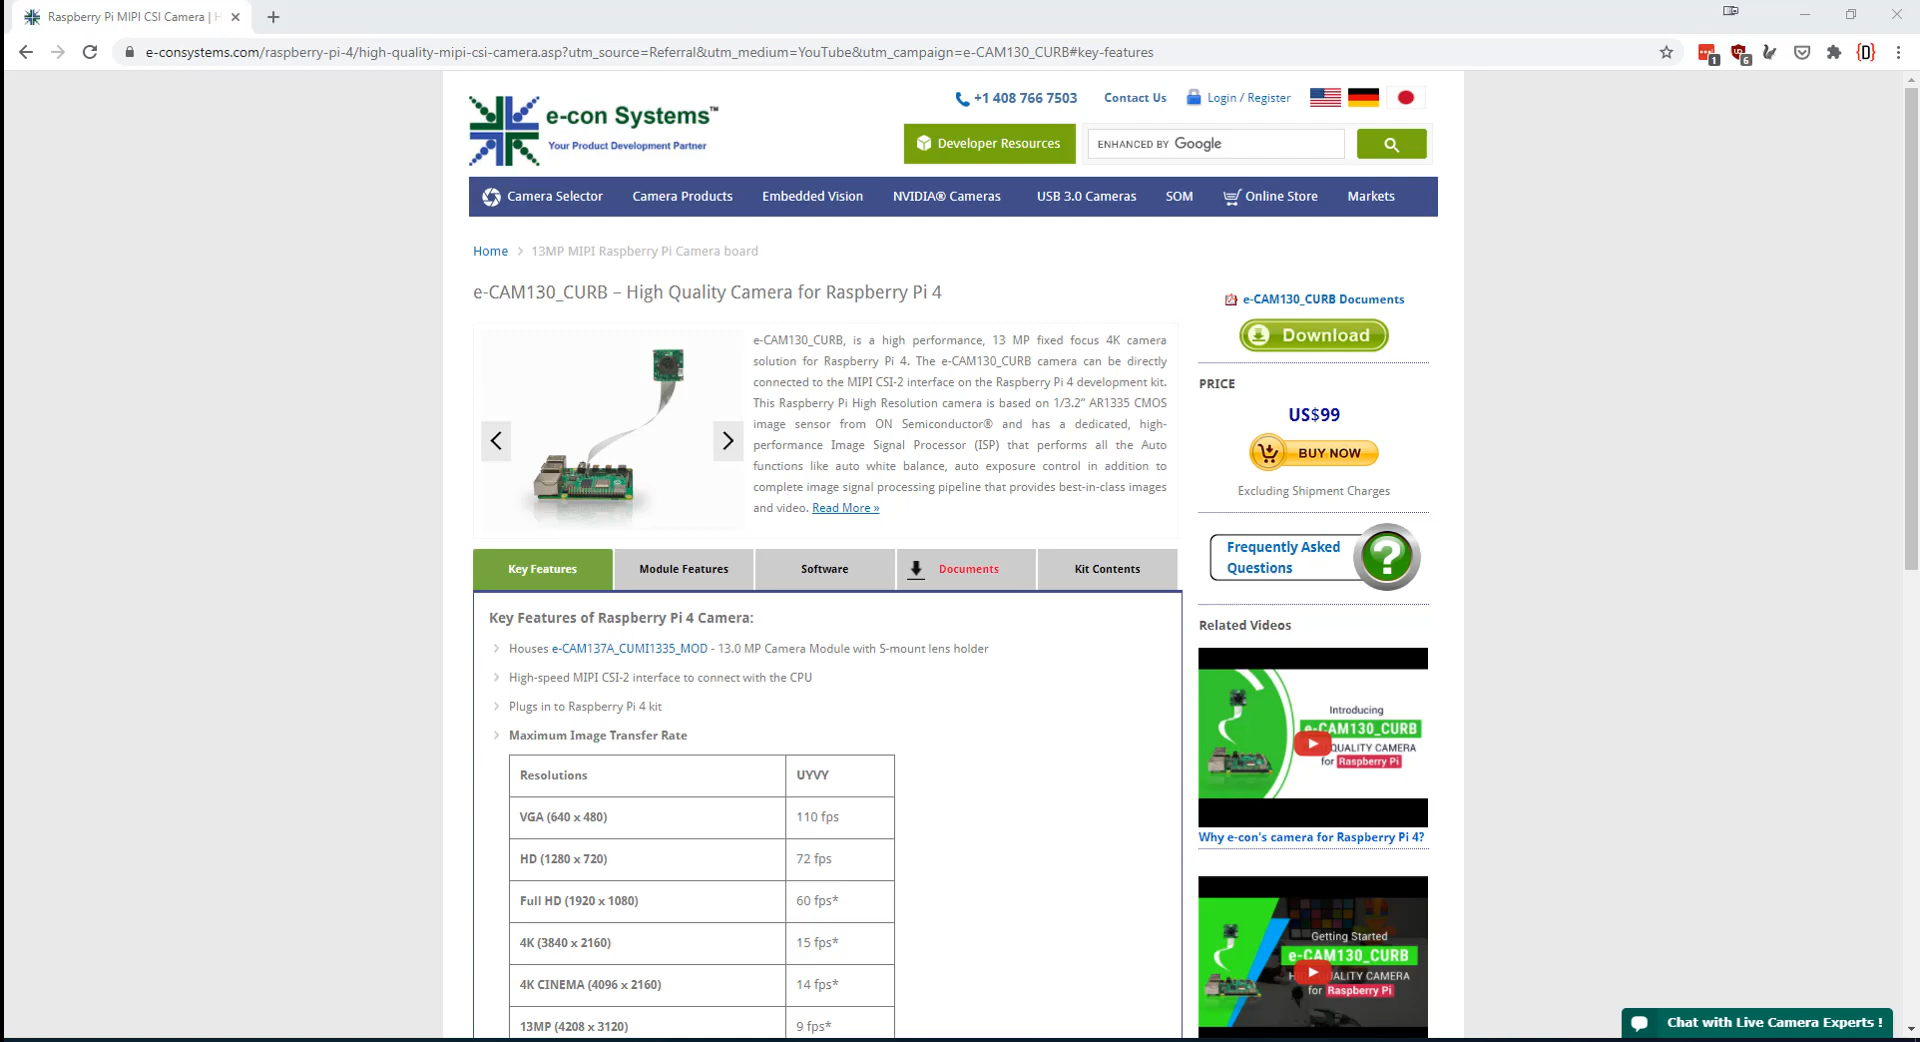 Raspberry Pi MIPI CSI Camera | H
e-consystems.com/raspberry-pi-4/high-quality-mipi-csi-camera.asp?utm_source=Referral&utm_medium=YouTube&utm_campaign=e-CAM130_CURB#key-features
1
6
{D}
e-con Systems™
Your Product Development Partner
+1 408 766 7503
Contact Us
Login / Register
Developer Resources
ENHANCED BY Google
Camera Selector
Camera Products
Embedded Vision
NVIDIA® Cameras
USB 3.0 Cameras
SOM
Online Store
Markets
Home
13MP MIPI Raspberry Pi Camera board
e-CAM130_CURB – High Quality Camera for Raspberry Pi 4
e-CAM130_CURB, is a high performance, 13 MP fixed focus 4K camera
solution for Raspberry Pi 4. The e-CAM130_CURB camera can be directly
connected to the MIPI CSI-2 interface on the Raspberry Pi 4 development kit.
This Raspberry Pi High Resolution camera is based on 1/3.2” AR1335 CMOS
image sensor from ON Semiconductor® and has a dedicated, high-
performance Image Signal Processor (ISP) that performs all the Auto
functions like auto white balance, auto exposure control in addition to
complete image signal processing pipeline that provides best-in-class images
and video. Read More »
e-CAM130_CURB Documents
Download
PRICE
US$99
BUY NOW
Excluding Shipment Charges
Frequently Asked
Questions
?
Key Features
Module Features
Software
Documents
Kit Contents
Key Features of Raspberry Pi 4 Camera:
Houses e-CAM137A_CUMI1335_MOD - 13.0 MP Camera Module with S-mount lens holder
High-speed MIPI CSI-2 interface to connect with the CPU
Plugs in to Raspberry Pi 4 kit
Maximum Image Transfer Rate
Resolutions UYVY
VGA (640 x 480) 110 fps
HD (1280 x 720) 72 fps
Full HD (1920 x 1080) 60 fps*
4K (3840 x 2160) 15 fps*
4K CINEMA (4096 x 2160) 14 fps*
13MP (4208 x 3120) 9 fps*
Related Videos
Introducing
e-CAM130_CURB
QUALITY CAMERA
for Raspberry Pi
Why e-con's camera for Raspberry Pi 4?
Getting Started
e-CAM130_CURB
HIGH QUALITY CAMERA
for Raspberry Pi
Chat with Live Camera Experts !